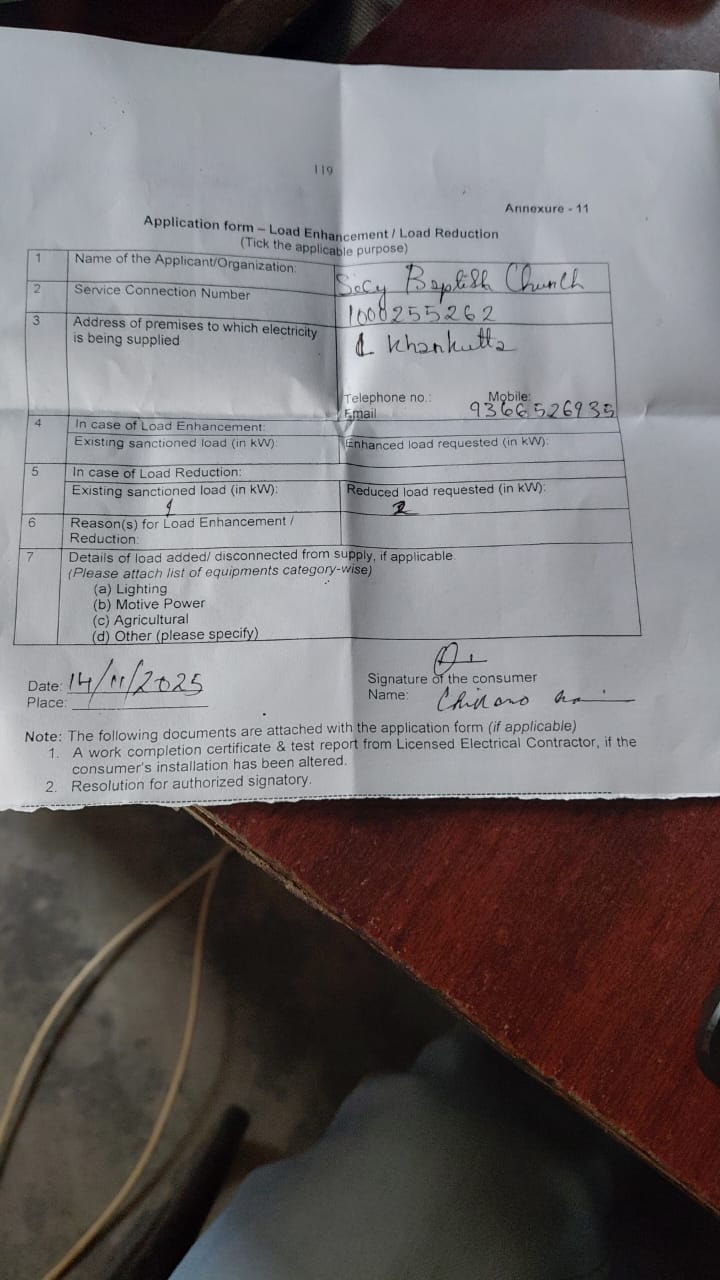 119
Annexure - 11
Application form – Load Enhancement / Load Reduction
(Tick the applicable purpose)
1 Name of the Applicant/Organization: Secy Baptish Church
2 Service Connection Number 1000255262
3 Address of premises to which electricity is being supplied
Khankutta
Telephone no.: Mobile:
Email 9366526935
4 In case of Load Enhancement:
Existing sanctioned load (in kW): Enhanced load requested (in kW):
5 In case of Load Reduction:
Existing sanctioned load (in kW): Reduced load requested (in kW):
2
6 Reason(s) for Load Enhancement /
Reduction:
7 Details of load added/ disconnected from supply, if applicable.
(Please attach list of equipments category-wise)
(a) Lighting
(b) Motive Power
(c) Agricultural
(d) Other (please specify)
Date: 14/11/2025
Place:
Signature of the consumer
Name:
Note: The following documents are attached with the application form (if applicable)
1. A work completion certificate & test report from Licensed Electrical Contractor, if the
consumer's installation has been altered.
2. Resolution for authorized signatory.